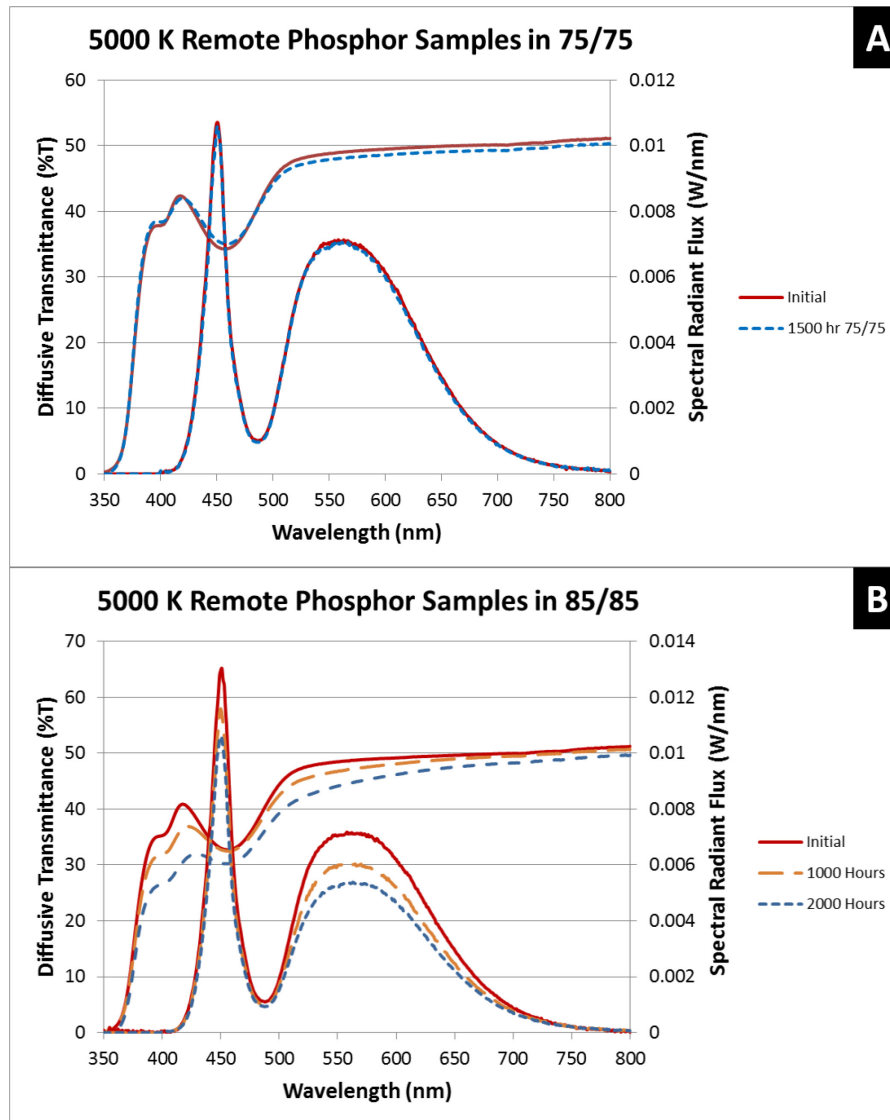 A
5000 K Remote Phosphor Samples in 75/75
Diffusive Transmittance (%T)
60
50
40
30
20
10
0
350 400 450 500 550 600 650 700 750 800
Wavelength (nm)
0.012
0.01
0.008
0.006
0.004
0.002
0
Spectral Radiant Flux (W/nm)
Initial
1500 hr 75/75
B
5000 K Remote Phosphor Samples in 85/85
Diffusive Transmittance (%T)
70
60
50
40
30
20
10
0
350 400 450 500 550 600 650 700 750 800
Wavelength (nm)
0.014
0.012
0.01
0.008
0.006
0.004
0.002
0
Spectral Radiant Flux (W/nm)
Initial
1000 Hours
2000 Hours